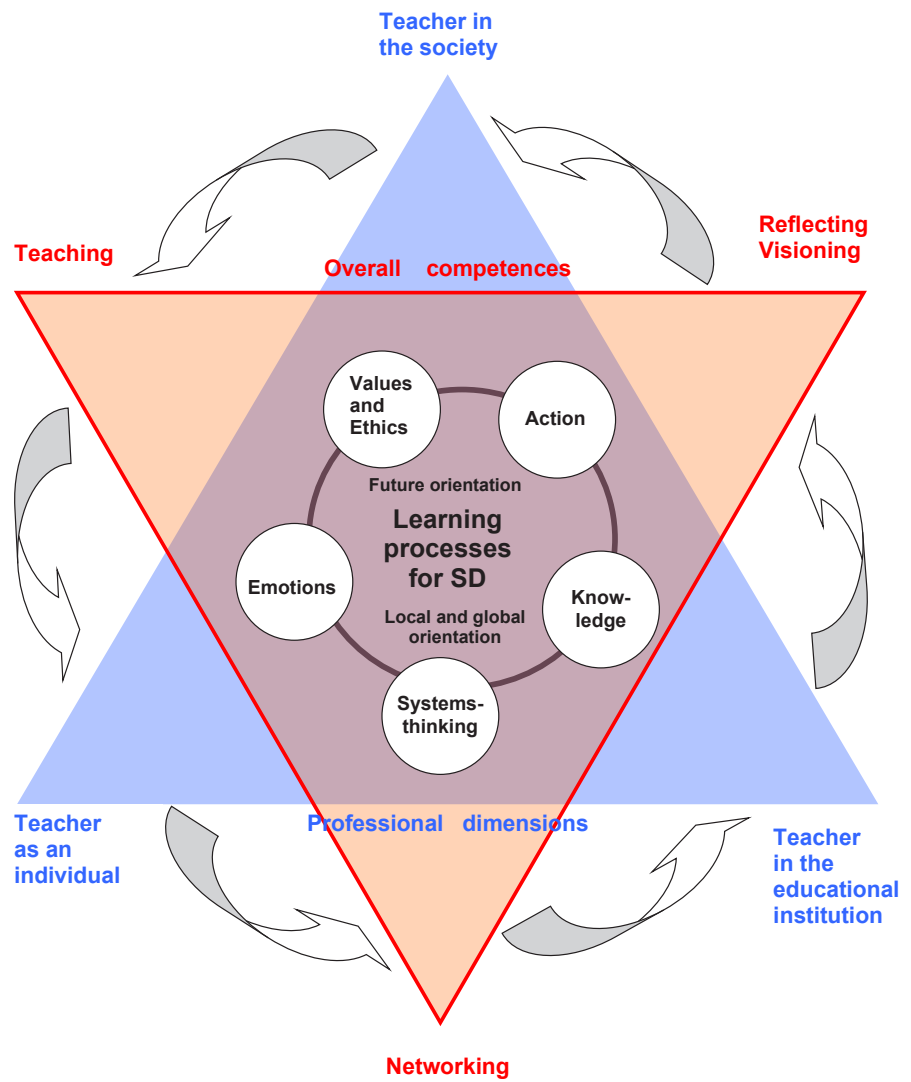 Teacher in
the society
Reflecting
Visioning
Teaching
Overall competences
Values
and
Ethics
Action
Future orientation
Learning
processes
for SD
Emotions
Know-
ledge
Local and global
orientation
Systems-
thinking
Teacher
as an
individual
Professional dimensions
Teacher
in the
educational
institution
Networking